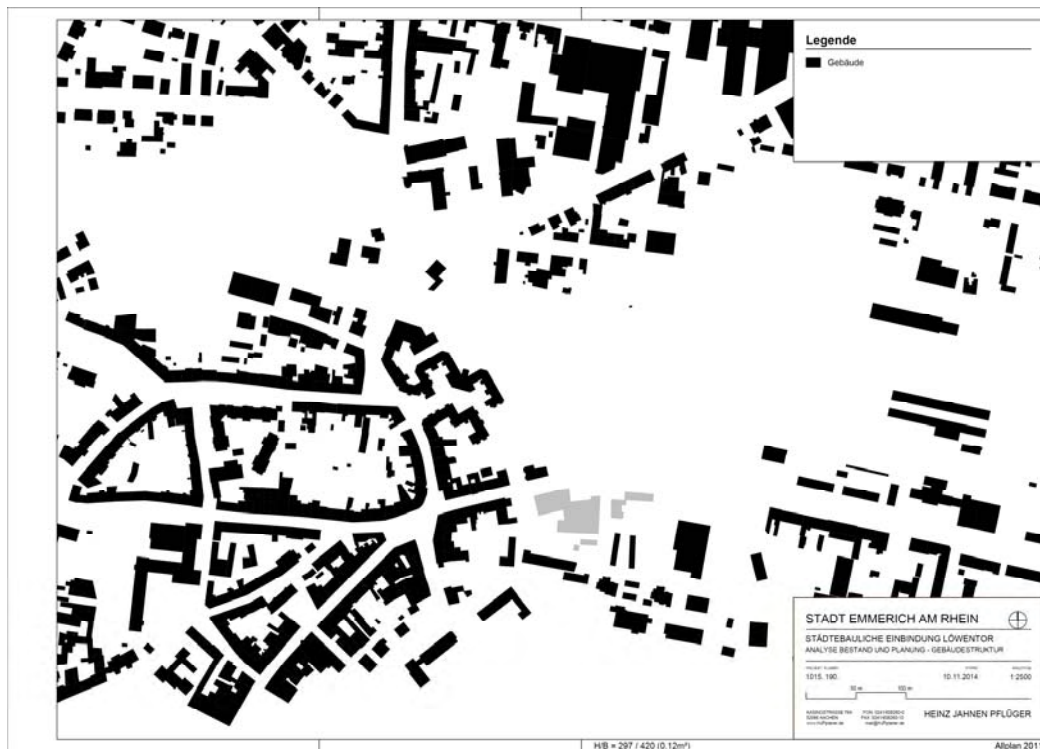 Legende
Gebäude
STADT EMMERICH AM RHEIN
STÄDTEBAULICHE EINBINDUNG LÖWENTOR
ANALYSE BESTAND UND PLANUNG - GEBÄUDESTRUKTUR
1015. 190. 10.11.2014 1:2500
50 m 100 m
HEINZ JAHNEN PFLÜGER
H/B = 297 / 420 (0.12m²) Allplan 201